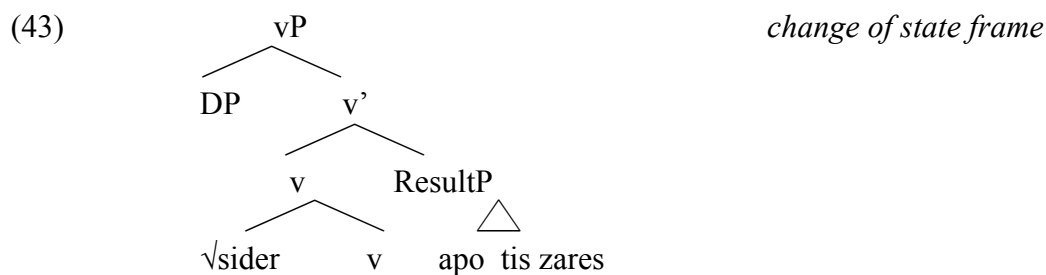 (43) vP change of state frame
DP v’
v ResultP
√sider v apo tis zares